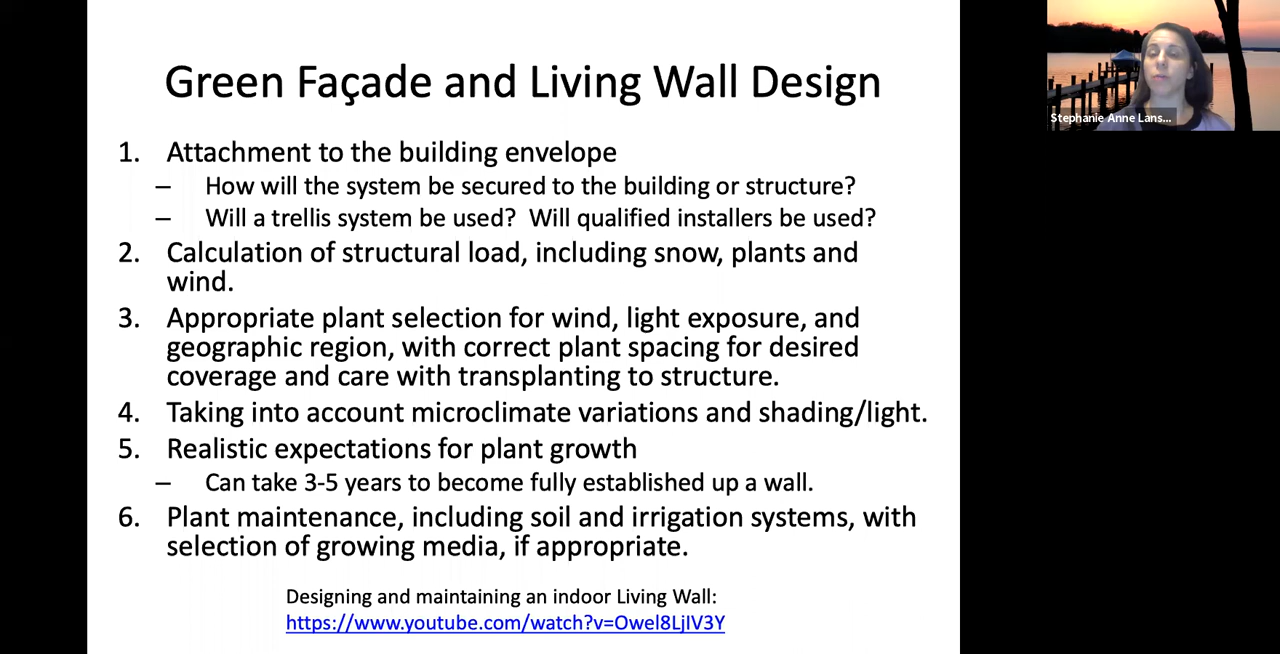 Green Façade and Living Wall Design
1. Attachment to the building envelope
– How will the system be secured to the building or structure?
– Will a trellis system be used? Will qualified installers be used?
2. Calculation of structural load, including snow, plants and
wind.
3. Appropriate plant selection for wind, light exposure, and
geographic region, with correct plant spacing for desired
coverage and care with transplanting to structure.
4. Taking into account microclimate variations and shading/light.
5. Realistic expectations for plant growth
– Can take 3-5 years to become fully established up a wall.
6. Plant maintenance, including soil and irrigation systems, with
selection of growing media, if appropriate.
Designing and maintaining an indoor Living Wall:
https://www.youtube.com/watch?v=Owel8LjIV3Y
Stephanie Anne Lans...